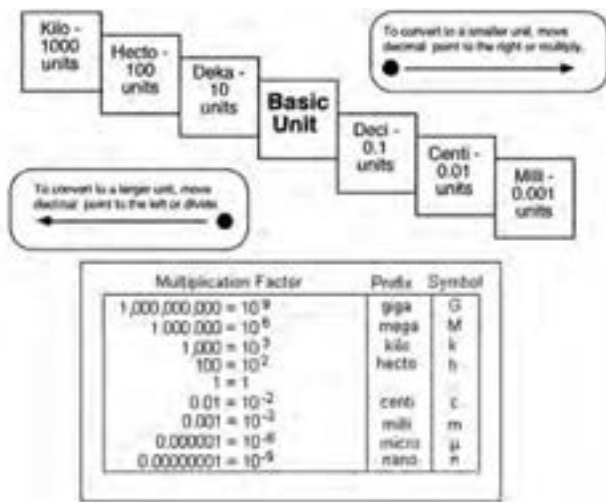 Kilo -
1000
units
Hecto -
100
units
Deka -
10
units
Basic
Unit
Deci -
0.1
units
Centi -
0.01
units
Milli -
0.001
units
To convert to a smaller unit, move
decimal point to the right or multiply.
To convert to a larger unit, move
decimal point to the left or divide.
Multiplication Factor Prefix Symbol
1,000,000,000 = 10⁹ giga G
1 000,000 = 10⁶ mega M
1,000 = 10³ kilo k
100 = 10² hecto h
1 = 1
0.01 = 10⁻² centi c
0.001 = 10⁻³ milli m
0.000001 = 10⁻⁶ micro μ
0.00000001 = 10⁻⁹ nano n